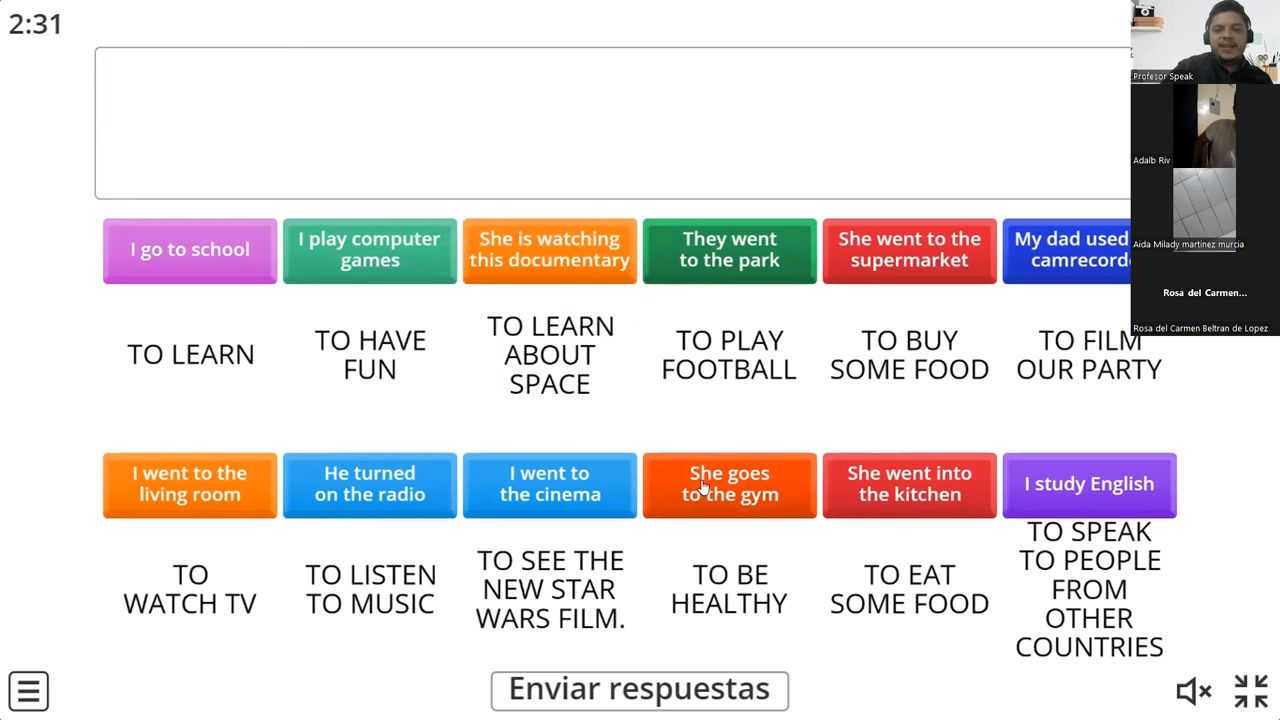 2:31
Profesor Speak
Adalb Riv
Aida Milady martinez murcia
Rosa del Carmen...
Rosa del Carmen Beltran de Lopez
I go to school
I play computer
games
She is watching
this documentary
They went
to the park
She went to the
supermarket
My dad used
TO LEARN
TO HAVE
FUN
TO LEARN
ABOUT
SPACE
TO PLAY
FOOTBALL
TO BUY
SOME FOOD
TO FILM
OUR PARTY
I went to the
living room
He turned
on the radio
I went to
the cinema
She goes
to the gym
She went into
the kitchen
I study English
TO
WATCH TV
TO LISTEN
TO MUSIC
TO SEE THE
NEW STAR
WARS FILM.
TO BE
HEALTHY
TO EAT
SOME FOOD
TO SPEAK
TO PEOPLE
FROM
OTHER
COUNTRIES
Enviar respuestas